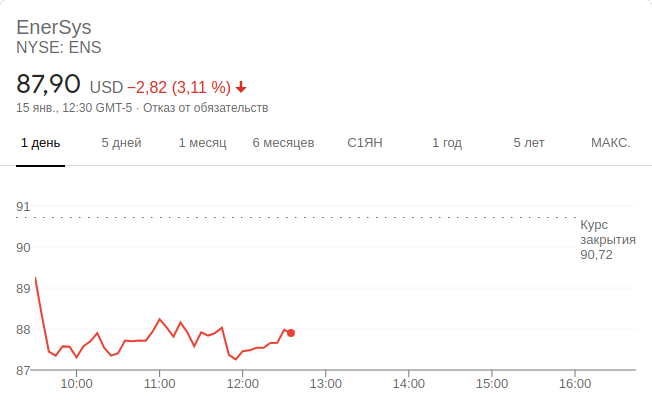 EnerSys
NYSE: ENS
87,90 USD −2,82 (3,11 %)
15 янв., 12:30 GMT-5 · Отказ от обязательств
1 день 5 дней 1 месяц 6 месяцев С1ЯН 1 год 5 лет МАКС.
91
Курс
закрытия
90,72
90
89
88
87
10:00 11:00 12:00 13:00 14:00 15:00 16:00